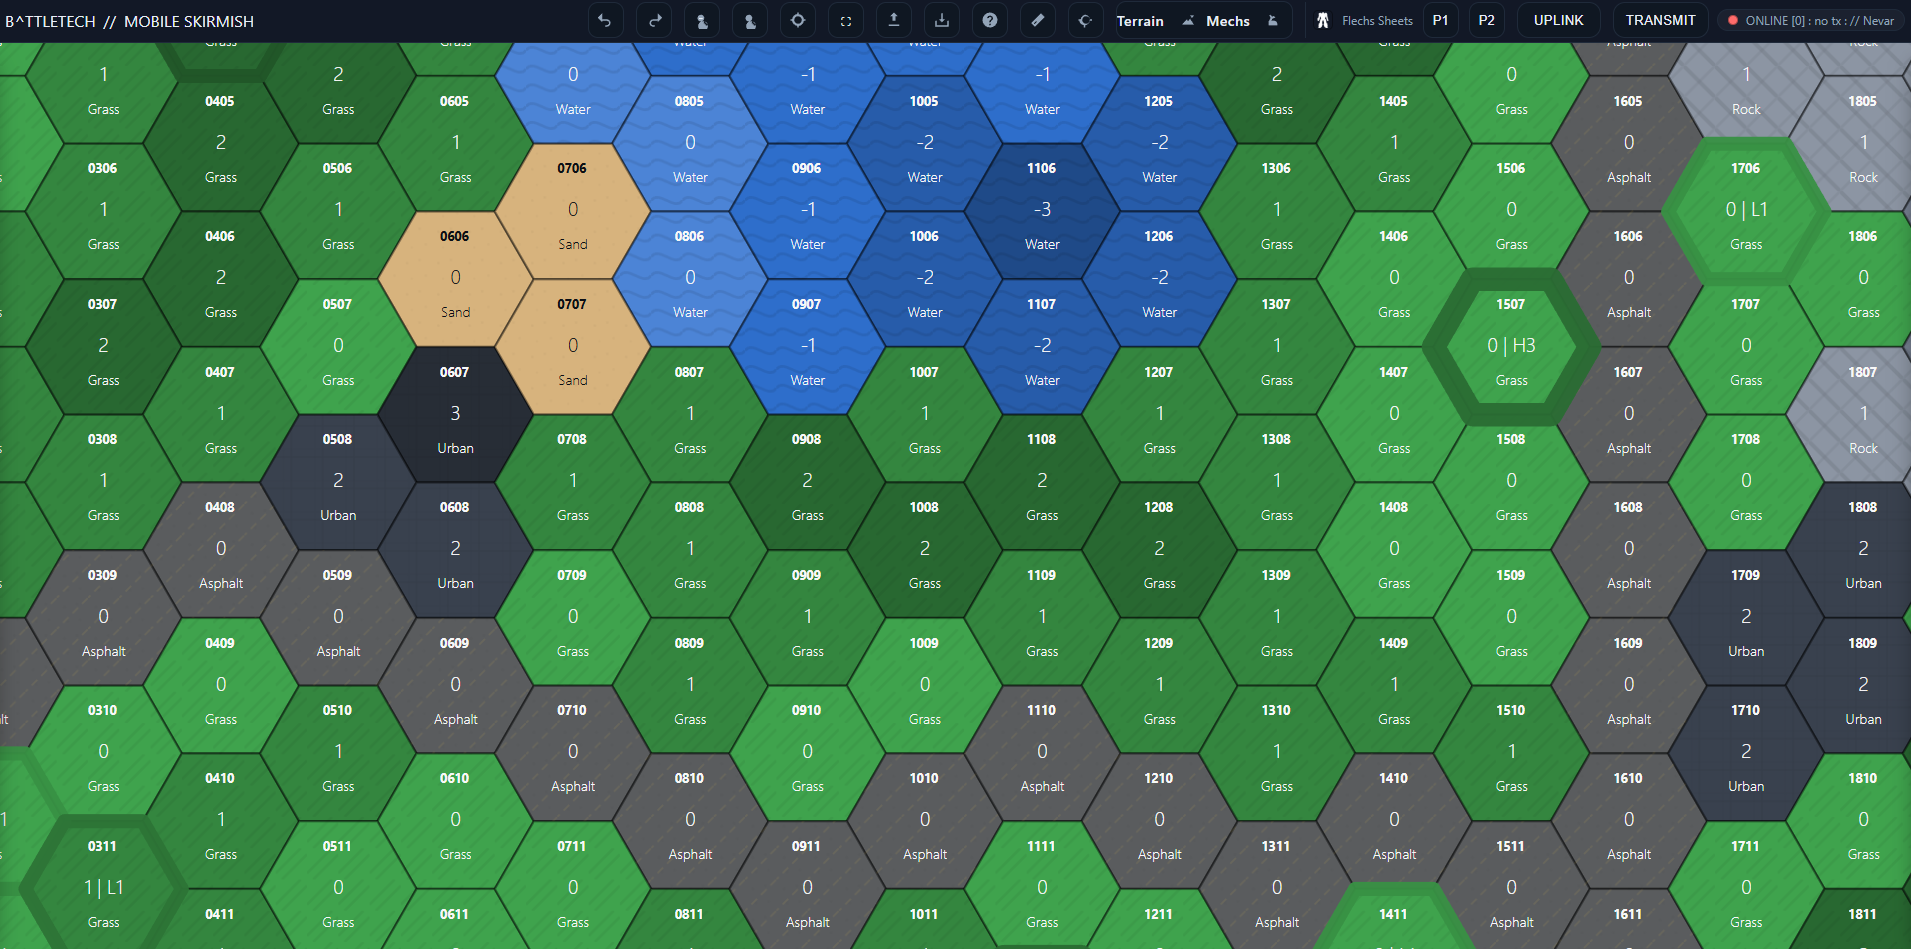 B^TTLETECH // MOBILE SKIRMISH Terrain Mechs Flechs Sheets P1 P2 UPLINK TRANSMIT ONLINE [0] : no tx : // Nevar
1 2 0 -1 -1 2 0 1
Grass Grass Water Water Water Grass Grass Rock
0405 0605 0805 1005 1205 1405 1605 1805
2 1 0 -2 -2 1 0 1
Grass Grass Water Water Water Grass Asphalt Rock
0306 0506 0706 0906 1106 1306 1506 1706
1 1 0 -1 -3 1 0 0 | L1
Grass Grass Sand Water Water Grass Grass Grass
0406 0606 0806 1006 1206 1406 1606 1806
2 0 0 -2 -2 0 0 0
Grass Sand Water Water Water Grass Asphalt Grass
0307 0507 0707 0907 1107 1307 1507 1707
2 0 0 -1 -2 1 0 | H3 0
Grass Grass Sand Water Water Grass Grass Grass
0407 0607 0807 1007 1207 1407 1607 1807
1 3 1 1 1 0 0 1
Grass Urban Grass Grass Grass Grass Asphalt Rock
0308 0508 0708 0908 1108 1308 1508 1708
1 2 1 2 2 1 0 0
Grass Urban Grass Grass Grass Grass Grass Grass
0408 0608 0808 1008 1208 1408 1608 1808
0 2 1 2 2 0 0 2
Asphalt Urban Grass Grass Grass Grass Asphalt Urban
0309 0509 0709 0909 1109 1309 1509 1709
0 0 0 1 1 1 0 2
Asphalt Asphalt Grass Grass Grass Grass Grass Urban
0409 0609 0809 1009 1209 1409 1609 1809
0 0 1 0 1 1 0 2
Grass Asphalt Grass Grass Grass Grass Asphalt Urban
0310 0510 0710 0910 1110 1310 1510 1710
0 1 0 0 0 1 1 2
Grass Grass Asphalt Grass Asphalt Grass Grass Urban
0410 0610 0810 1010 1210 1410 1610 1810
1 0 0 0 0 0 0 0
Grass Grass Asphalt Asphalt Asphalt Asphalt Asphalt Grass
0311 0511 0711 0911 1111 1311 1511 1711
1 | L1 0 0 0 0 0 0 0
Grass Grass Grass Asphalt Grass Asphalt Asphalt Grass
0411 0611 0811 1011 1211 1411 1611 1811